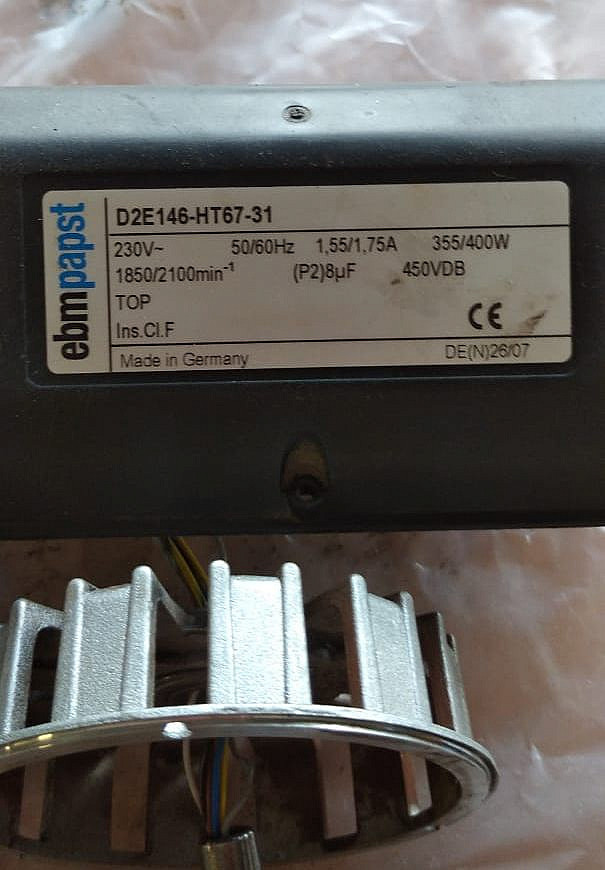 ebmpapst
D2E146-HT67-31
230V~ 50/60Hz 1,55/1,75A 355/400W
1850/2100min⁻¹ (P2)8µF 450VDB
TOP
Ins.Cl.F CE
Made in Germany DE(N)26/07